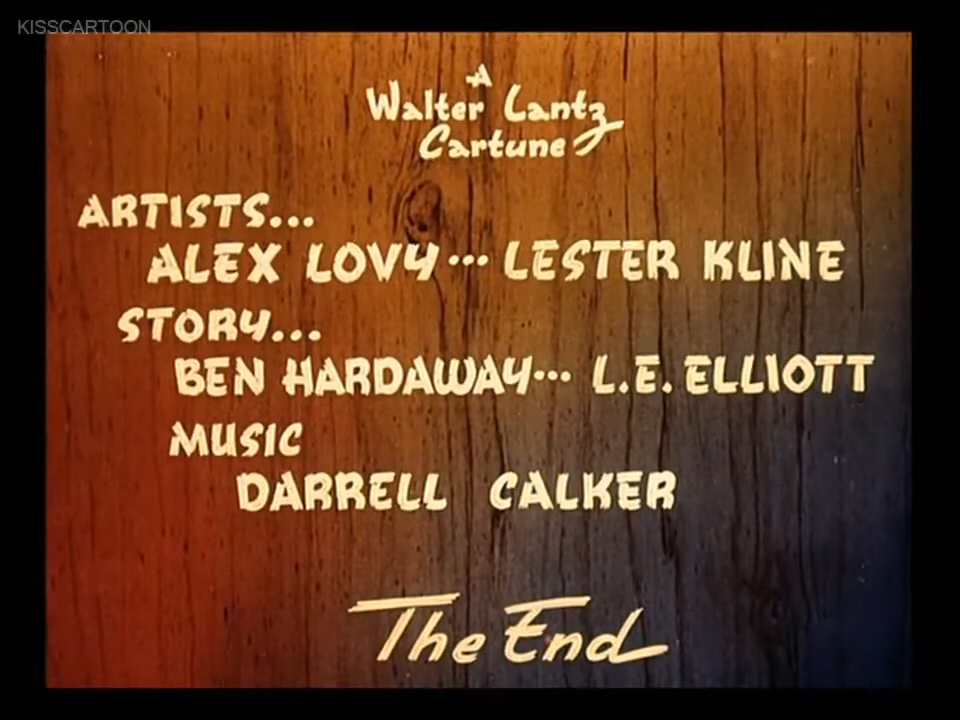 KISSCARTOON
A
Walter Lantz
Cartune
ARTISTS...
ALEX LOVY... LESTER KLINE
STORY...
BEN HARDAWAY... L.E. ELLIOTT
MUSIC
DARRELL CALKER
The End